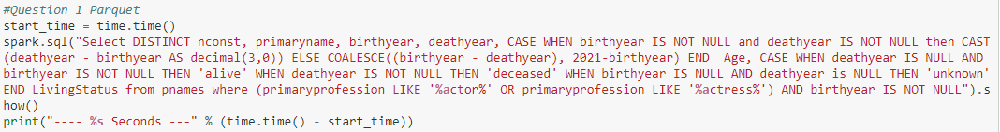 #Question 1 Parquet
start_time = time.time()
spark.sql("Select DISTINCT nconst, primaryname, birthyear, deathyear, CASE WHEN birthyear IS NOT NULL and deathyear IS NOT NULL then CAST
(deathyear - birthyear AS decimal(3,0)) ELSE COALESCE((birthyear - deathyear), 2021-birthyear) END  Age, CASE WHEN deathyear IS NULL AND
birthyear IS NOT NULL THEN 'alive' WHEN deathyear IS NOT NULL THEN 'deceased' WHEN birthyear IS NULL AND deathyear is NULL THEN 'unknown'
END LivingStatus from pnames where (primaryprofession LIKE '%actor%' OR primaryprofession LIKE '%actress%') AND birthyear IS NOT NULL").s
how()
print("---- %s Seconds ---" % (time.time() - start_time))